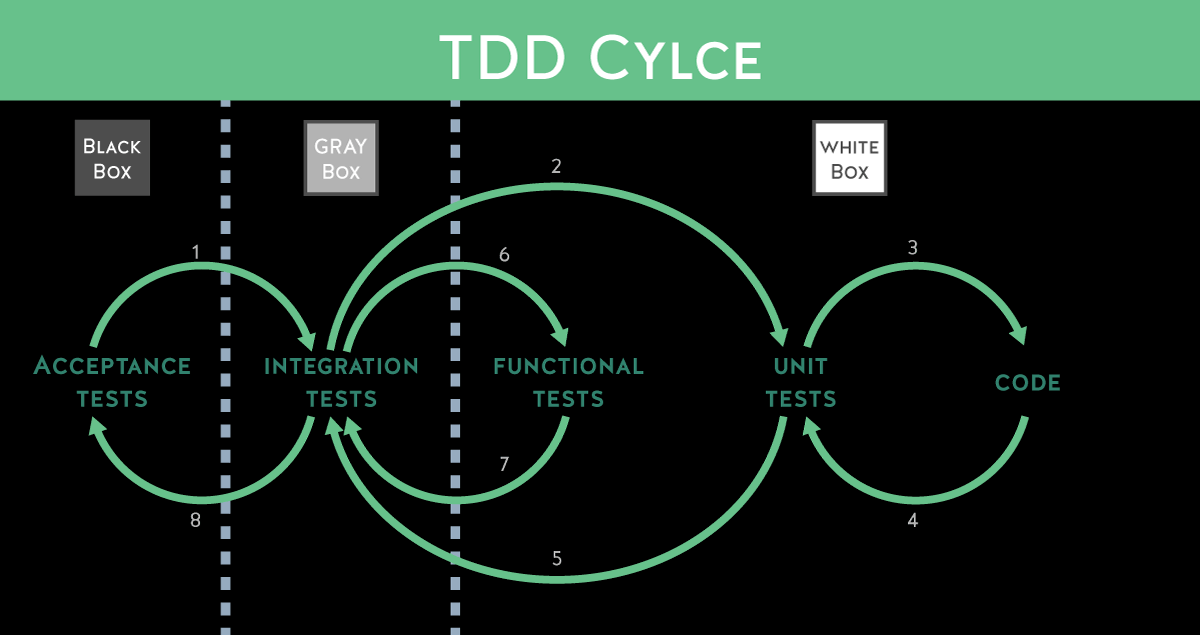 TDD CYLCE
BLACK
BOX
GRAY
BOX
WHITE
BOX
2
1
6
3
ACCEPTANCE
TESTS
INTEGRATION
TESTS
FUNCTIONAL
TESTS
UNIT
TESTS
CODE
7
8
4
5